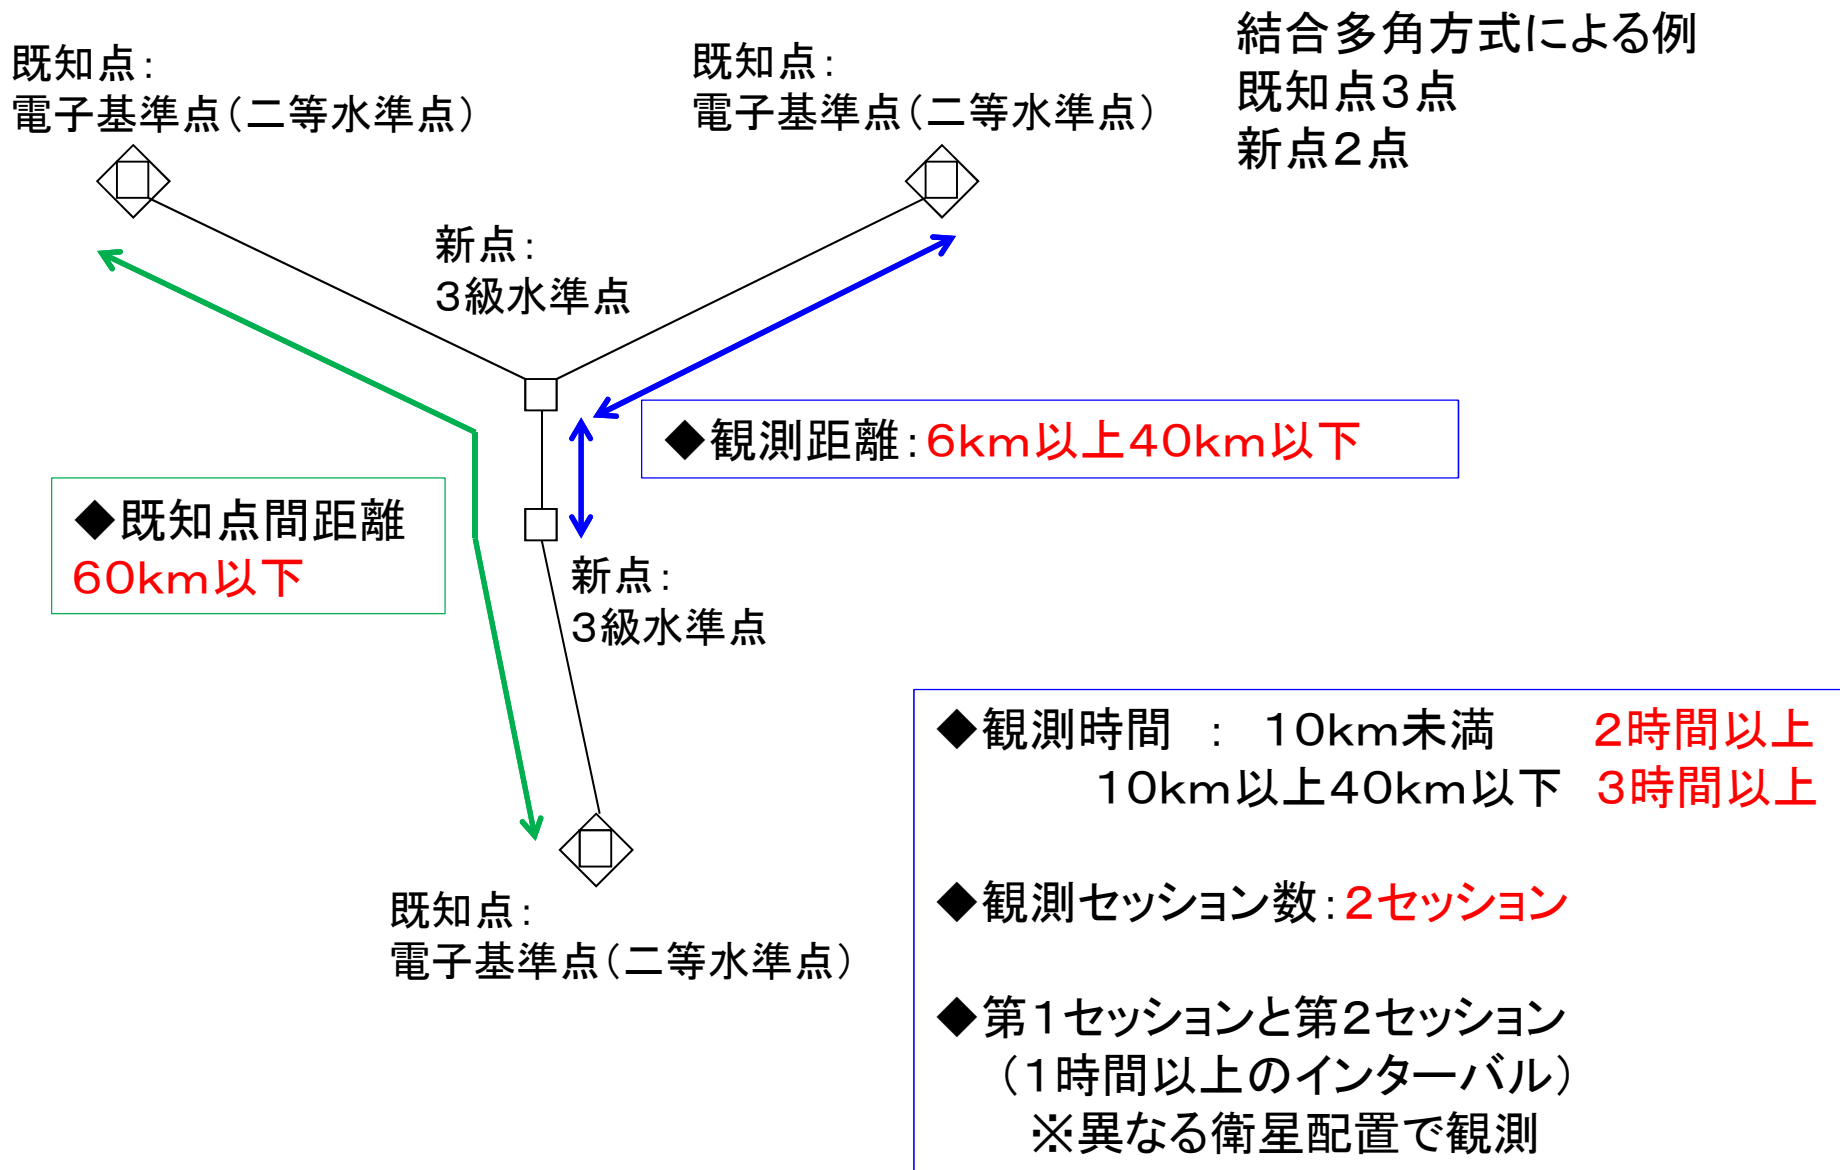 結合多角方式による例
既知点３点
新点２点
既知点：
電子基準点（二等水準点）
既知点：
電子基準点（二等水準点）
新点：
３級水準点
◆観測距離：６ｋｍ以上４０ｋｍ以下
◆既知点間距離
６０ｋｍ以下
新点：
３級水準点
既知点：
電子基準点（二等水準点）
◆観測時間　：　１０ｋｍ未満　　２時間以上
１０ｋｍ以上４０ｋｍ以下　３時間以上
◆観測セッション数：２セッション
◆第１セッションと第２セッション
（１時間以上のインターバル）
※異なる衛星配置で観測